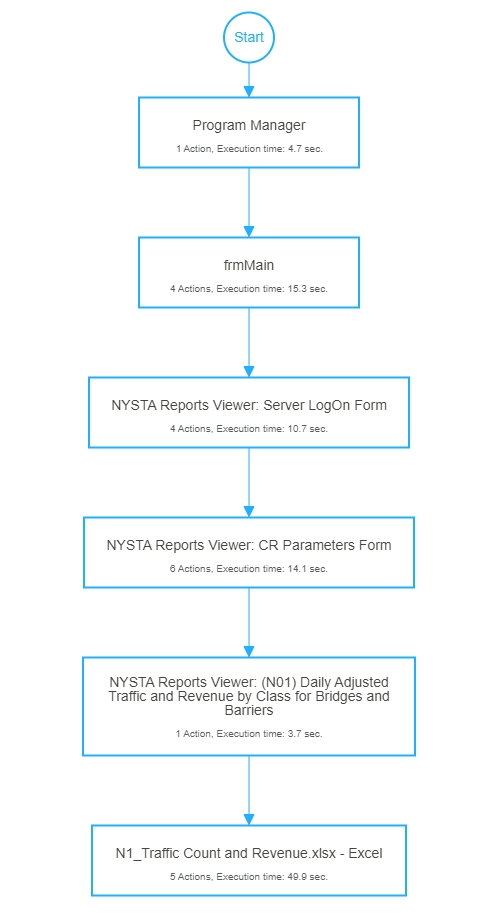 Start
Program Manager
1 Action, Execution time: 4.7 sec.
frmMain
4 Actions, Execution time: 15.3 sec.
NYSTA Reports Viewer: Server LogOn Form
4 Actions, Execution time: 10.7 sec.
NYSTA Reports Viewer: CR Parameters Form
6 Actions, Execution time: 14.1 sec.
NYSTA Reports Viewer: (N01) Daily Adjusted
Traffic and Revenue by Class for Bridges and
Barriers
1 Action, Execution time: 3.7 sec.
N1_Traffic Count and Revenue.xlsx - Excel
5 Actions, Execution time: 49.9 sec.